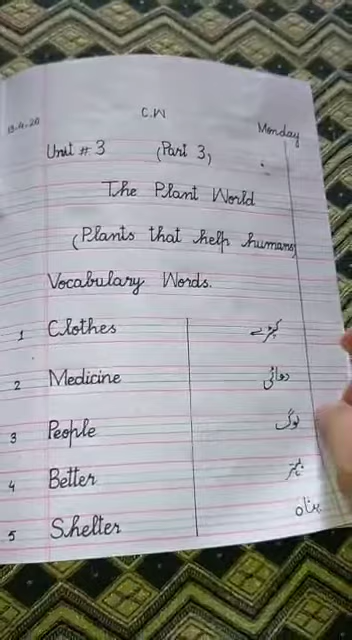 C.W
13-4-20 Monday
Unit # 3 (Part 3)
The Plant World
(Plants that help humans)
Vocabulary Words.
1 Clothes کپڑے
2 Medicine دوائی
3 People لوگ
4 Better بہتر
5 Shelter پناہ